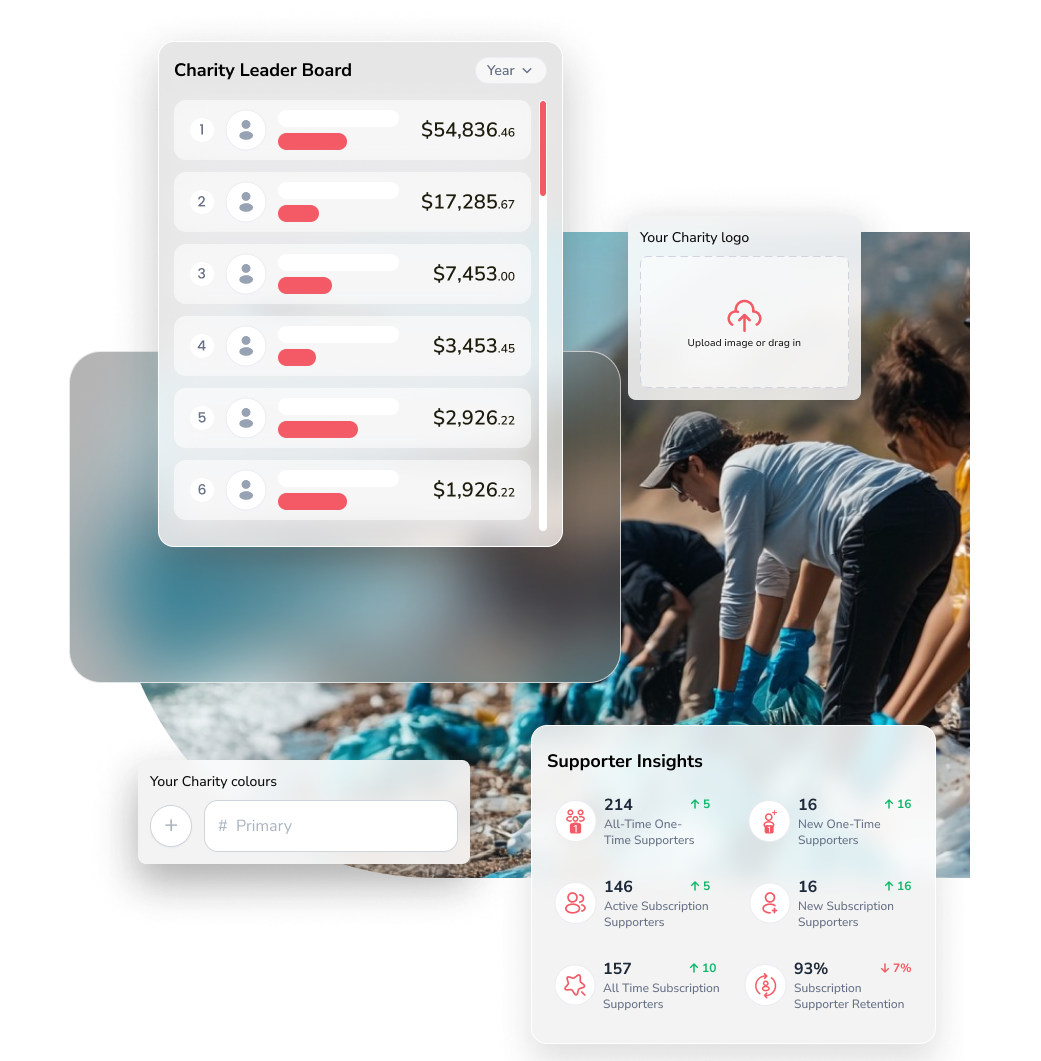 Charity Leader Board
Year
1
$54,836.46
2
$17,285.67
3
$7,453.00
4
$3,453.45
5
$2,926.22
6
$1,926.22
Your Charity logo
Upload image or drag in
Your Charity colours
+
# Primary
Supporter Insights
214 ↑ 5
All-Time One-
Time Supporters
16 ↑ 16
New One-Time
Supporters
146 ↑ 5
Active Subscription
Supporters
16 ↑ 16
New Subscription
Supporters
157 ↑ 10
All Time Subscription
Supporters
93% ↓ 7%
Subscription
Supporter Retention